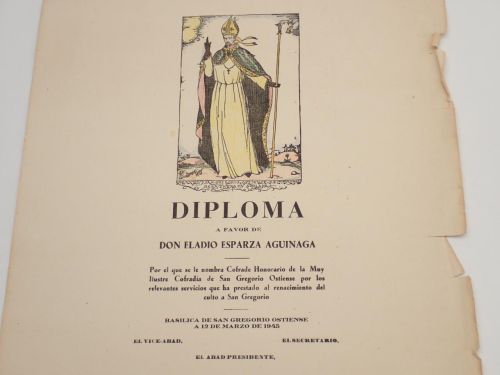 DIPLOMA
A FAVOR DE
DON ELADIO ESPARZA AGUINAGA
Por el que se le nombra Cofrade Honorario de la Muy
Ilustre Cofradía de San Gregorio Ostiense por los
relevantes servicios que ha prestado al renacimiento del
culto a San Gregorio
BASILICA DE SAN GREGORIO OSTIENSE
A 12 DE MARZO DE 1945
EL VICE-ABAD, EL SECRETARIO,
EL ABAD PRESIDENTE,